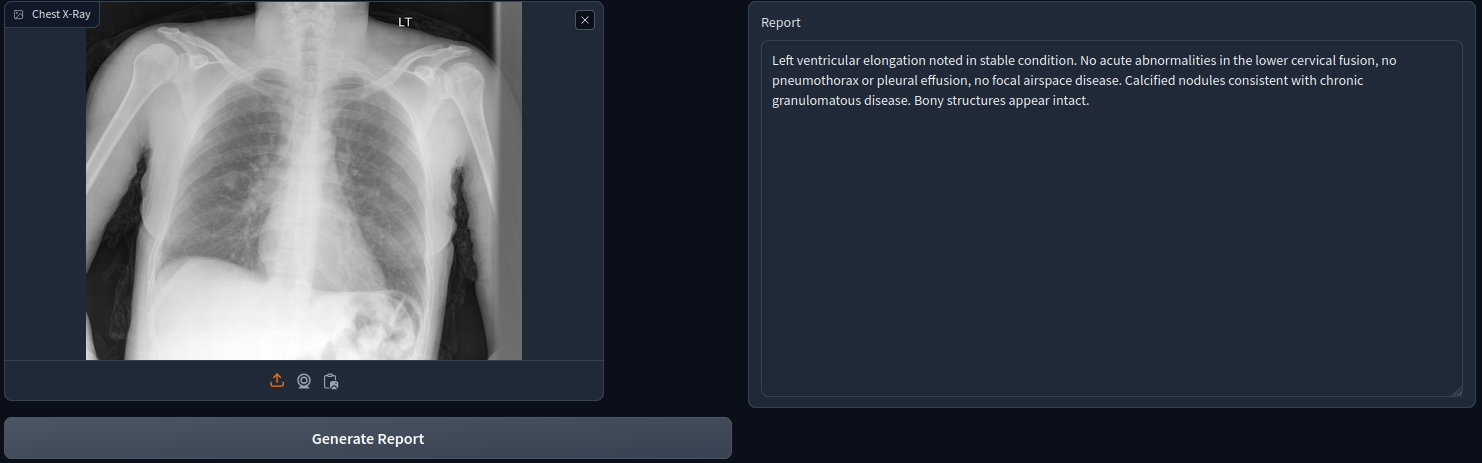 Chest X-Ray
LT
Generate Report
Report
Left ventricular elongation noted in stable condition. No acute abnormalities in the lower cervical fusion, no
pneumothorax or pleural effusion, no focal airspace disease. Calcified nodules consistent with chronic
granulomatous disease. Bony structures appear intact.